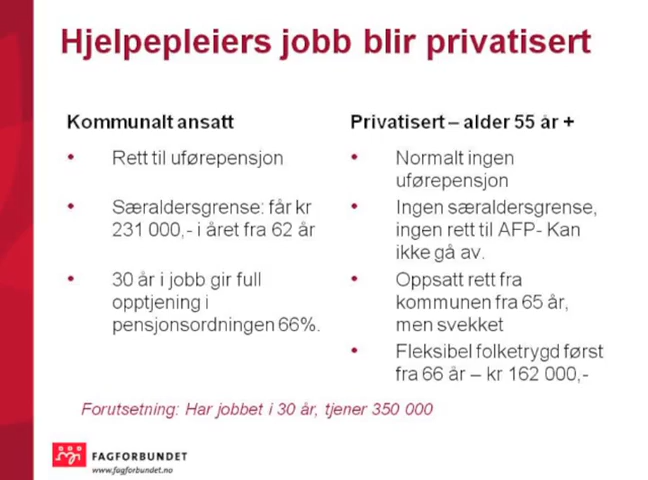 Hjelpepleiers jobb blir privatisert
Kommunalt ansatt
• Rett til uførepensjon
• Særaldersgrense: får kr
231 000,- i året fra 62 år
• 30 år i jobb gir full
opptjening i
pensjonsordningen 66%.
Privatisert – alder 55 år +
• Normalt ingen
uførepensjon
• Ingen særaldersgrense,
ingen rett til AFP- Kan
ikke gå av.
• Oppsatt rett fra
kommunen fra 65 år,
men svekket
• Fleksibel folketrygd først
fra 66 år – kr 162 000,-
Forutsetning: Har jobbet i 30 år, tjener 350 000
FAGFORBUNDET
www.fagforbundet.no